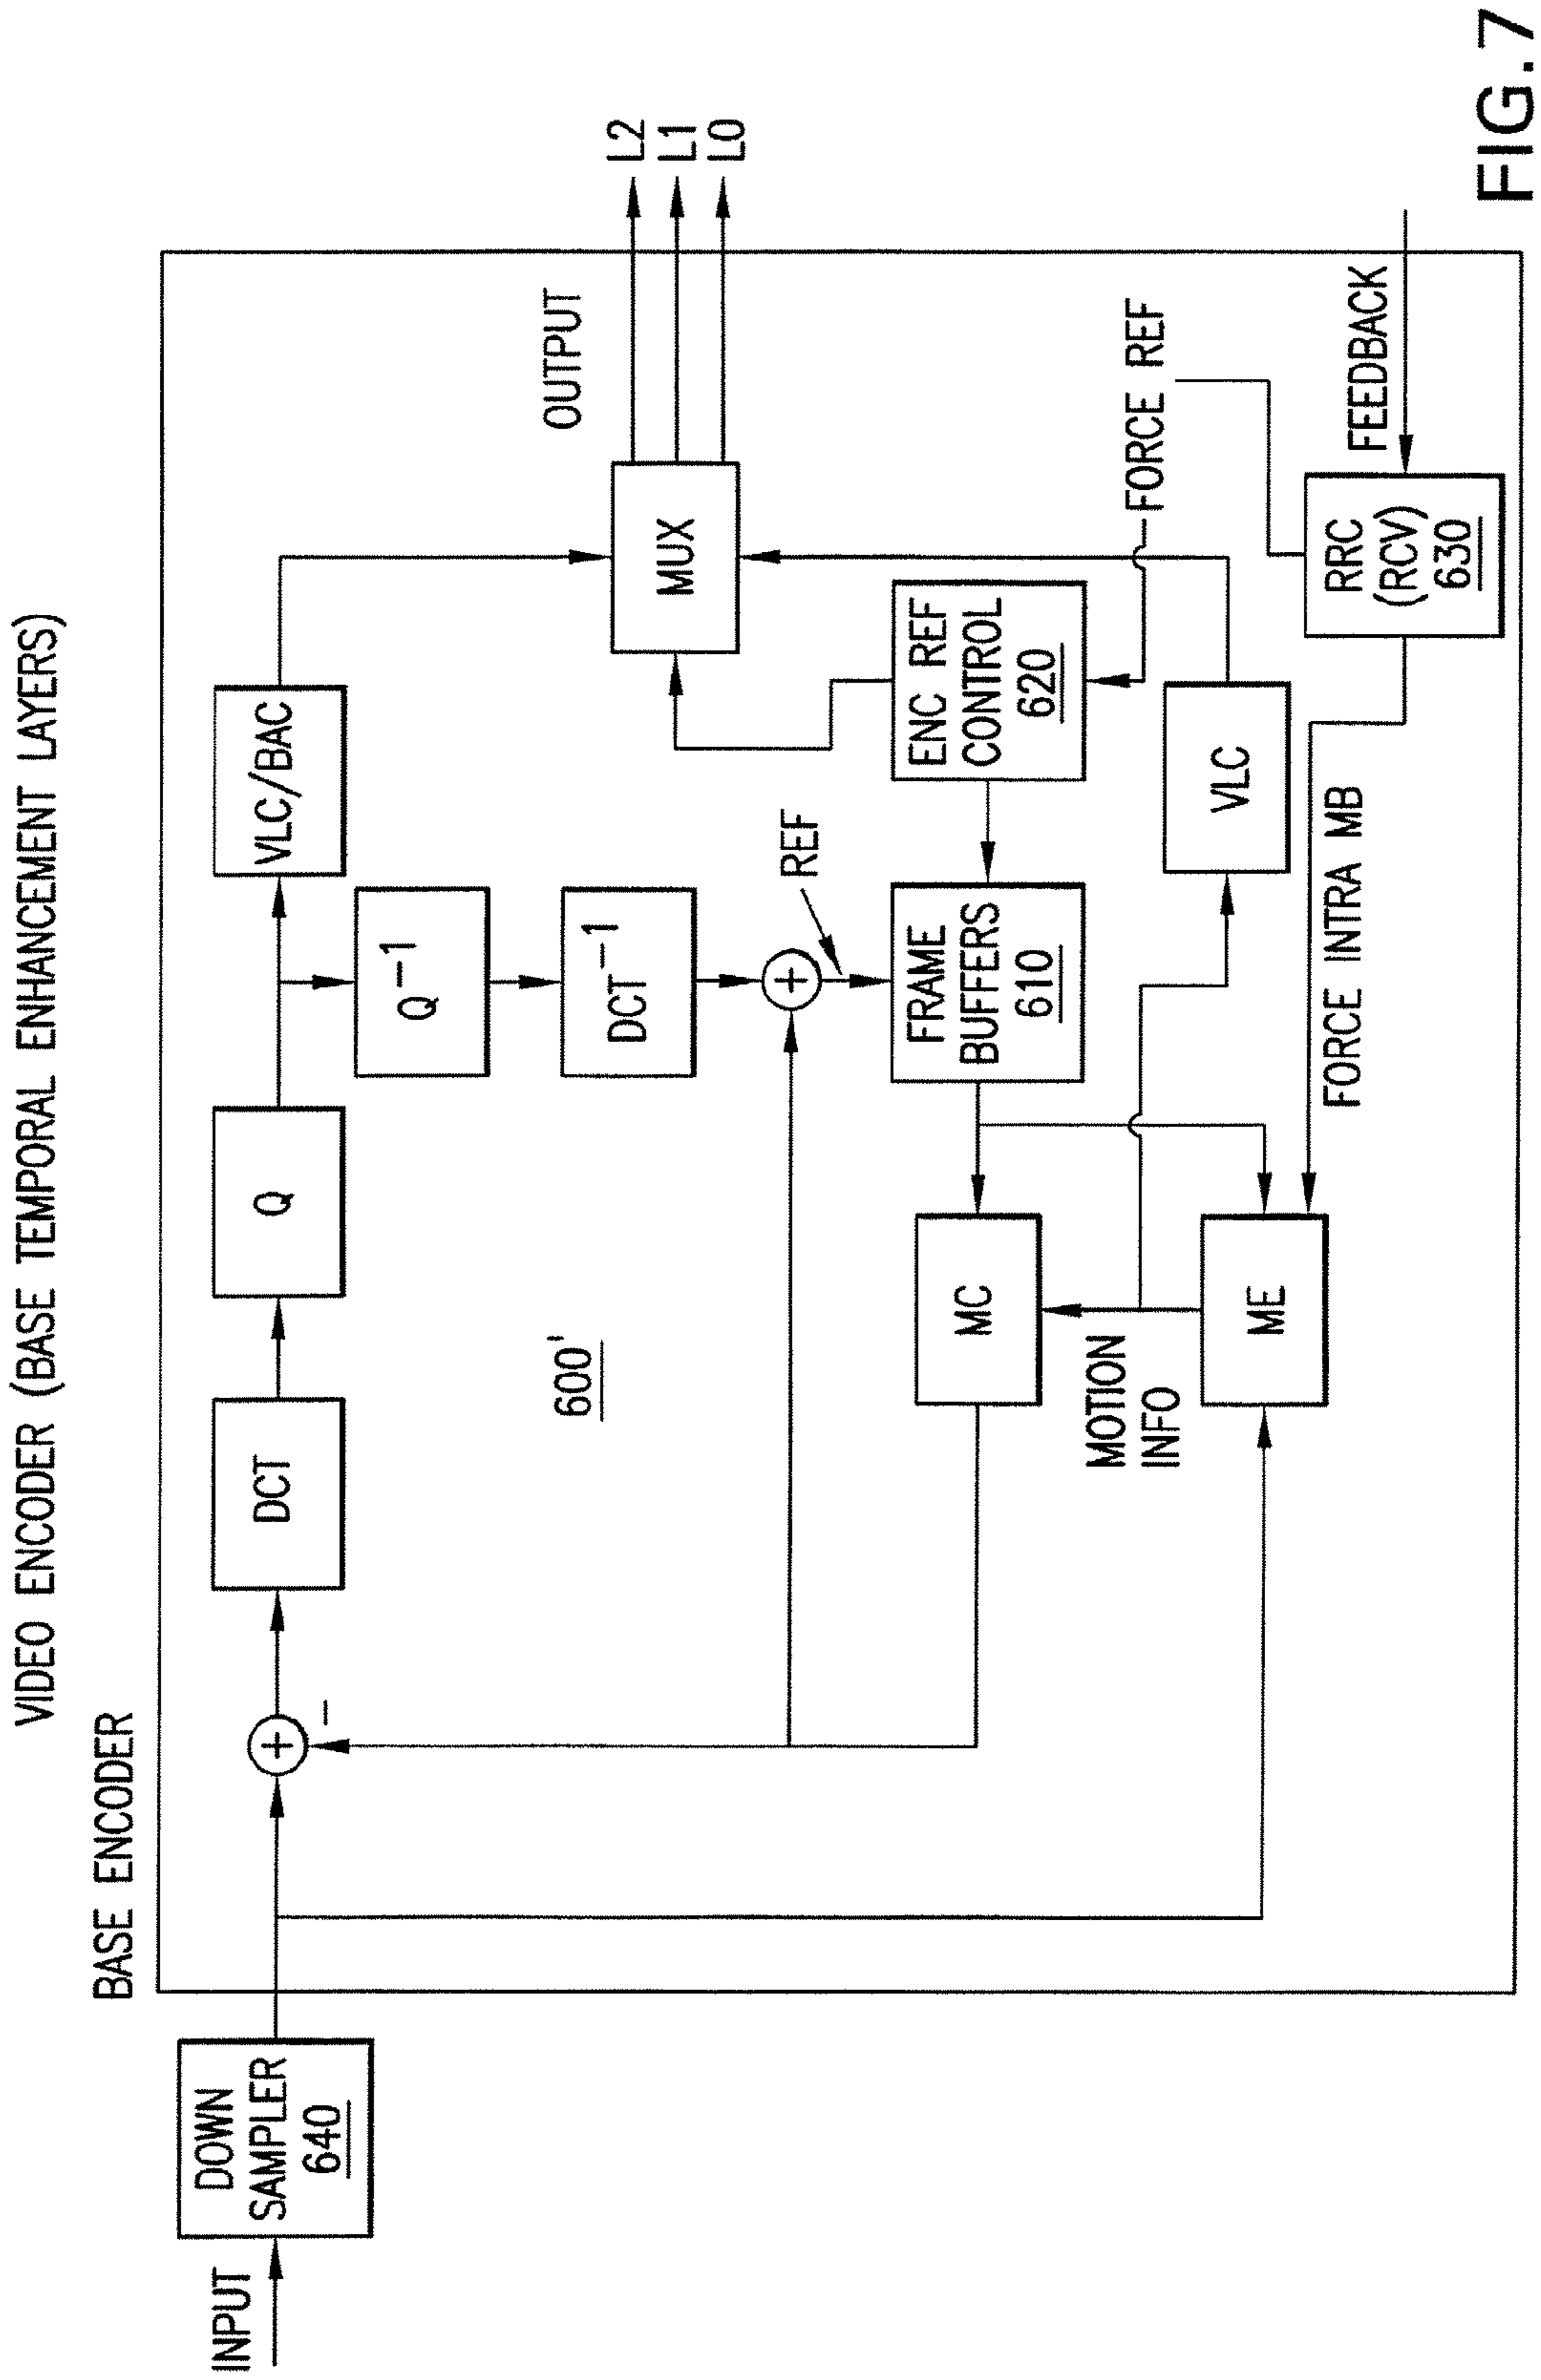 VIDEO ENCODER (BASE TEMPORAL ENHANCEMENT LAYERS)
BASE ENCODER
INPUT
DOWN
SAMPLER
640
+
-
DCT
Q
VLC/BAC
Q⁻¹
DCT⁻¹
+
REF
600'
OUTPUT
MUX
L2
L1
L0
FRAME
BUFFERS
610
ENC REF
CONTROL
620
FORCE REF
MC
MOTION
INFO
ME
VLC
FORCE INTRA MB
RRC
(RCV)
630
FEEDBACK
FIG.7